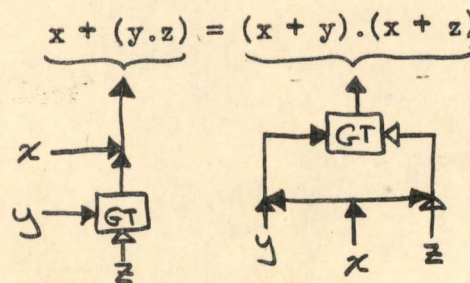 x + (y.z) = (x + y).(x + z)
GT
x
y GT
z
y x z